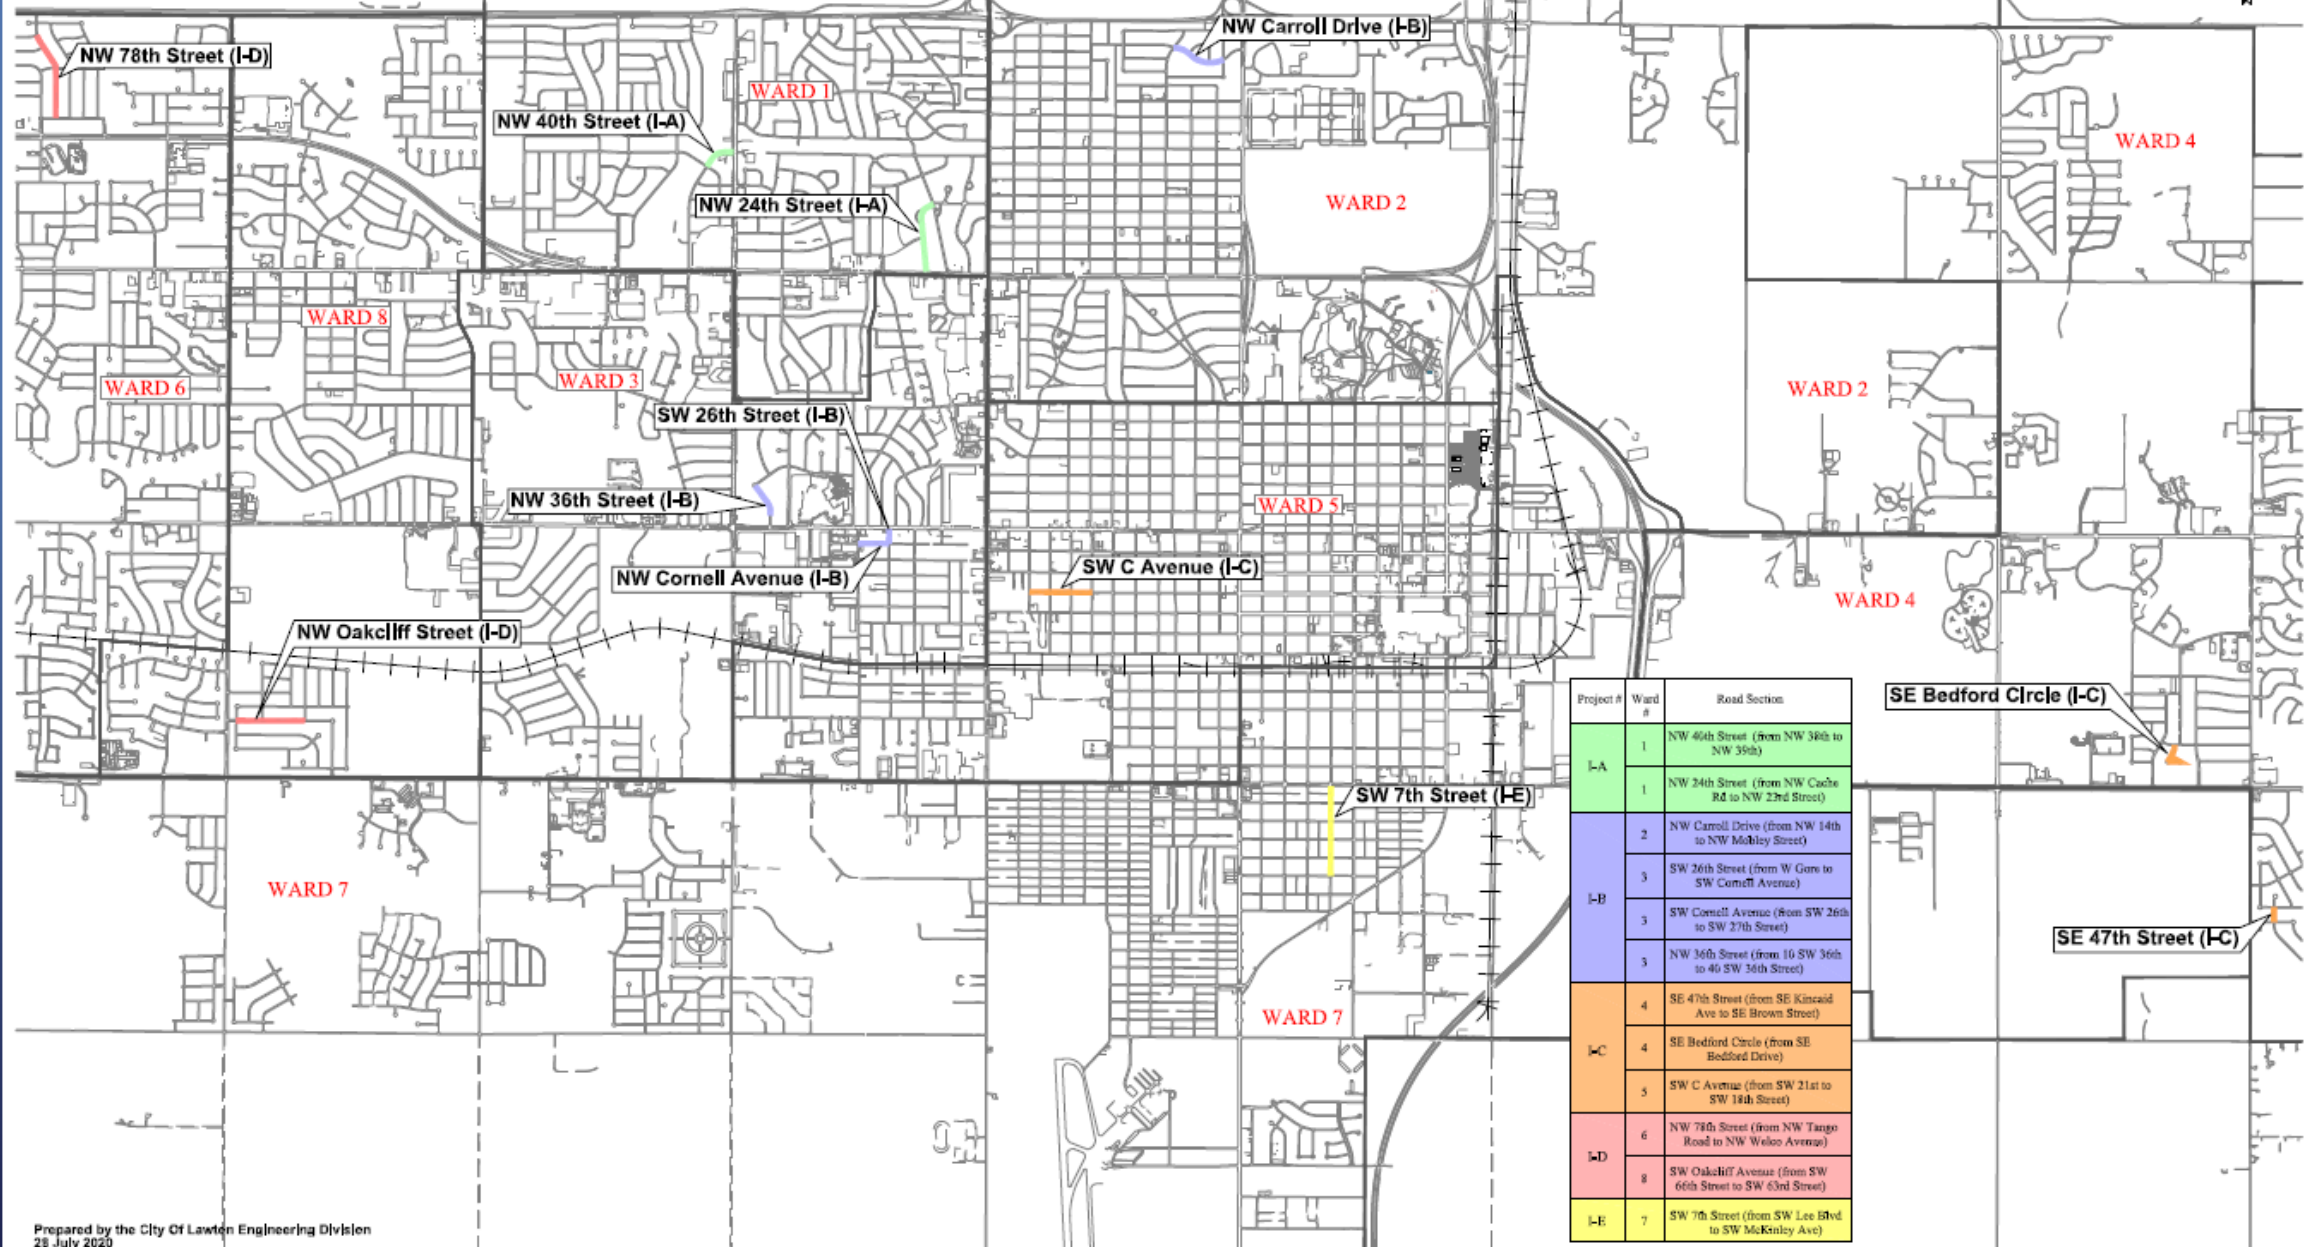 NW Carroll Drive (I-B)
NW 78th Street (I-D)
WARD 1
NW 40th Street (I-A)
WARD 4
NW 24th Street (I-A)
WARD 2
WARD 8
WARD 6
WARD 3
WARD 2
SW 26th Street (I-B)
NW 36th Street (I-B)
WARD 5
NW Cornell Avenue (I-B)
SW C Avenue (I-C)
WARD 4
NW Oakcliff Street (I-D)
SE Bedford Circle (I-C)
SW 7th Street (I-E)
WARD 7
SE 47th Street (I-C)
WARD 7
Project # Ward # Road Section
I-A
1 NW 40th Street (from NW 38th to
NW 39th)
1 NW 24th Street (from NW Cache
Rd to NW 23rd Street)
I-B
2 NW Carroll Drive (from NW 14th
to NW Mobley Street)
3 SW 26th Street (from W Gore to
SW Cornell Avenue)
3 SW Cornell Avenue (from SW 26th
to SW 27th Street)
3 NW 36th Street (from 10 SW 36th
to 40 SW 36th Street)
I-C
4 SE 47th Street (from SE Kincaid
Ave to SE Brown Street)
4 SE Bedford Circle (from SE
Bedford Drive)
5 SW C Avenue (from SW 21st to
SW 18th Street)
I-D
6 NW 78th Street (from NW Tango
Road to NW Welco Avenue)
8 SW Oakcliff Avenue (from SW
66th Street to SW 63rd Street)
I-E
7 SW 7th Street (from SW Lee Blvd
to SW McKinley Ave)
Prepared by the City Of Lawton Engineering Division
28 July 2020